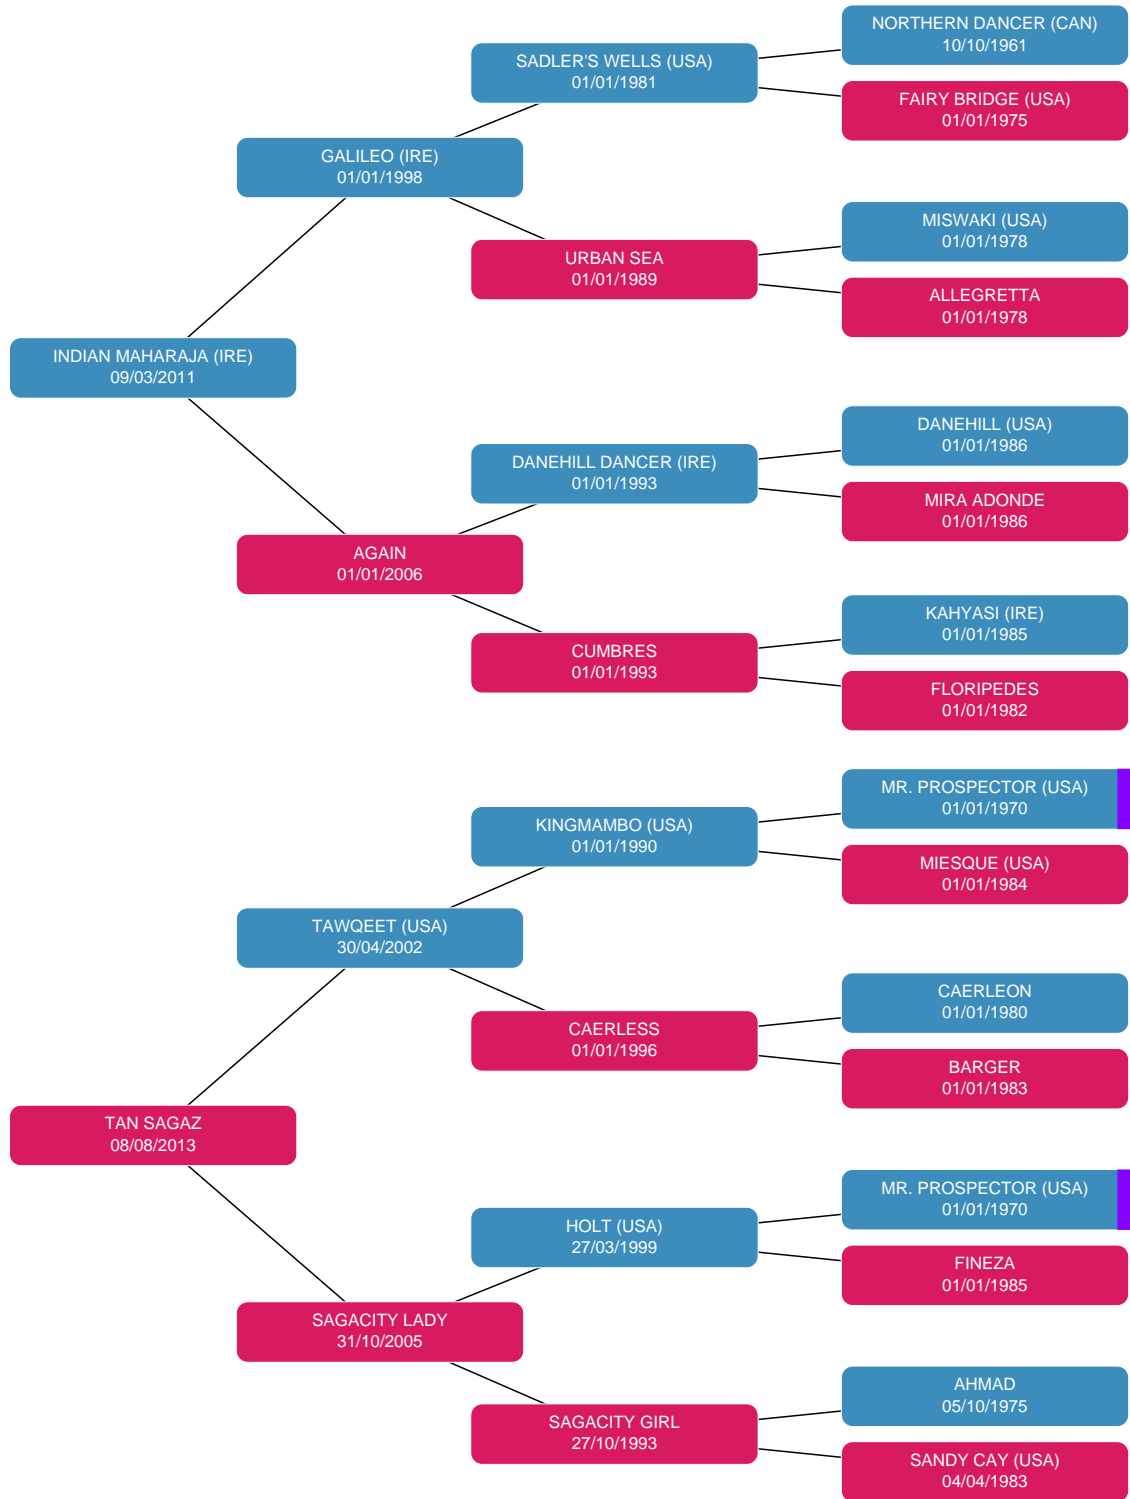 NORTHERN DANCER (CAN)
10/10/1961
SADLER'S WELLS (USA)
01/01/1981
FAIRY BRIDGE (USA)
01/01/1975
GALILEO (IRE)
01/01/1998
MISWAKI (USA)
01/01/1978
URBAN SEA
01/01/1989
ALLEGRETTA
01/01/1978
INDIAN MAHARAJA (IRE)
09/03/2011
DANEHILL (USA)
01/01/1986
DANEHILL DANCER (IRE)
01/01/1993
MIRA ADONDE
01/01/1986
AGAIN
01/01/2006
KAHYASI (IRE)
01/01/1985
CUMBRES
01/01/1993
FLORIPEDES
01/01/1982
MR. PROSPECTOR (USA)
01/01/1970
KINGMAMBO (USA)
01/01/1990
MIESQUE (USA)
01/01/1984
TAWQEET (USA)
30/04/2002
CAERLEON
01/01/1980
CAERLESS
01/01/1996
BARGER
01/01/1983
TAN SAGAZ
08/08/2013
MR. PROSPECTOR (USA)
01/01/1970
HOLT (USA)
27/03/1999
FINEZA
01/01/1985
SAGACITY LADY
31/10/2005
AHMAD
05/10/1975
SAGACITY GIRL
27/10/1993
SANDY CAY (USA)
04/04/1983